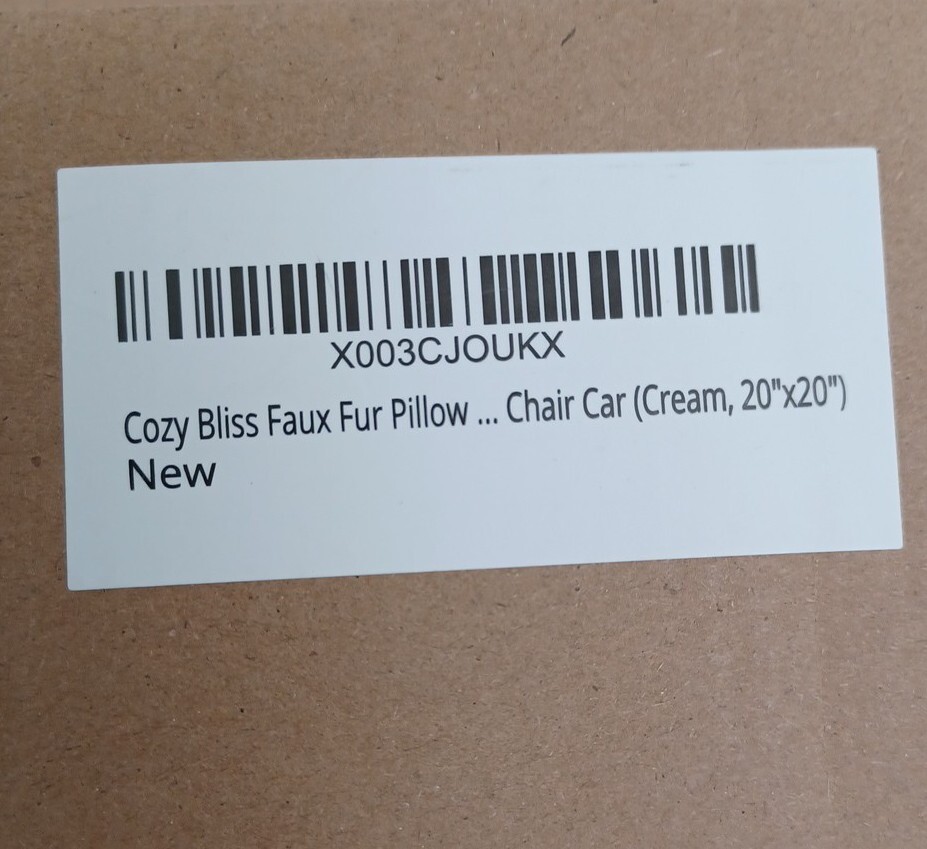 X003CJOUKX
Cozy Bliss Faux Fur Pillow ... Chair Car (Cream, 20"x20")
New